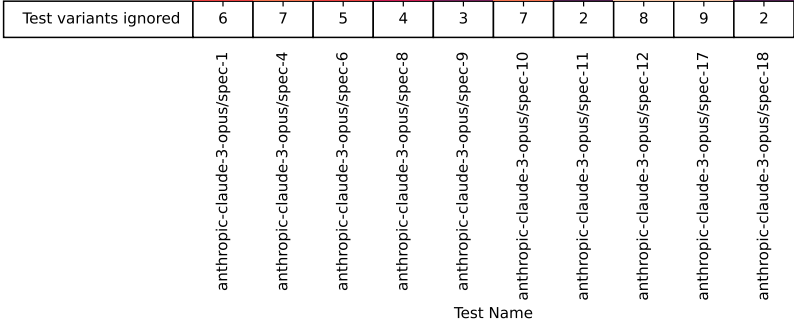 Test variants ignored 6 7 5 4 3 7 2 8 9 2
anthropic-claude-3-opus/spec-1
anthropic-claude-3-opus/spec-4
anthropic-claude-3-opus/spec-6
anthropic-claude-3-opus/spec-8
anthropic-claude-3-opus/spec-9
anthropic-claude-3-opus/spec-10
anthropic-claude-3-opus/spec-11
anthropic-claude-3-opus/spec-12
anthropic-claude-3-opus/spec-17
anthropic-claude-3-opus/spec-18
Test Name